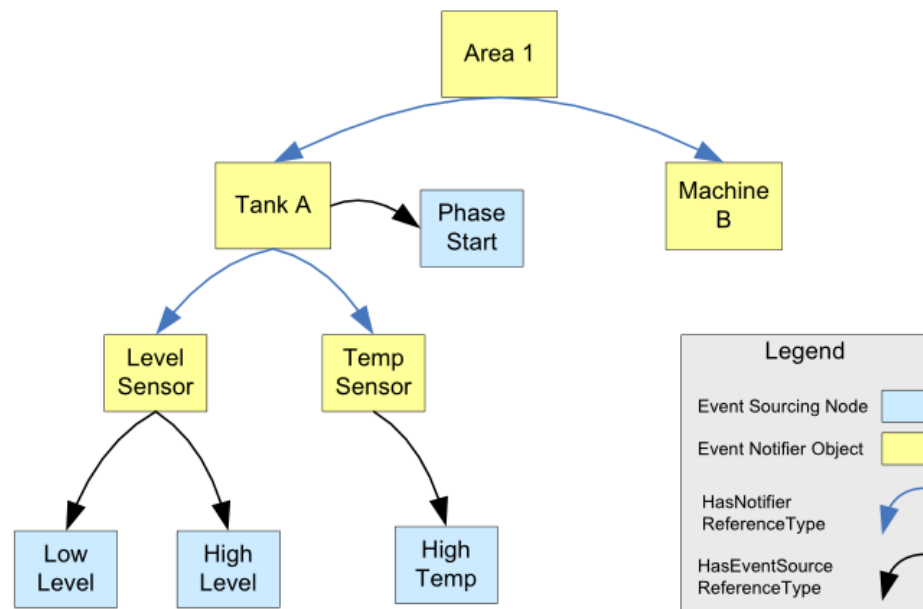 Area 1
Tank A
Phase
Start
Machine
B
Level
Sensor
Temp
Sensor
Low
Level
High
Level
High
Temp
Legend
Event Sourcing Node
Event Notifier Object
HasNotifier
ReferenceType
HasEventSource
ReferenceType